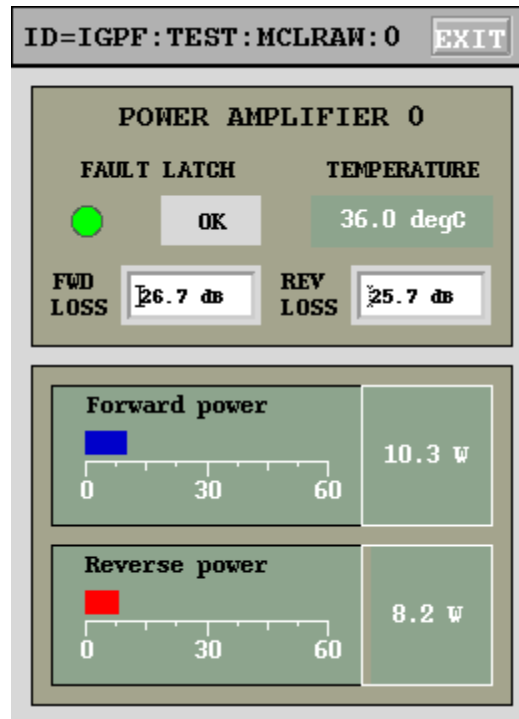 ID=IGPF:TEST:MCLRAW:0 EXIT
POWER AMPLIFIER 0
FAULT LATCH TEMPERATURE
OK 36.0 degC
FWD LOSS 26.7 dB REV LOSS 25.7 dB
Forward power
10.3 W
0 30 60
Reverse power
8.2 W
0 30 60